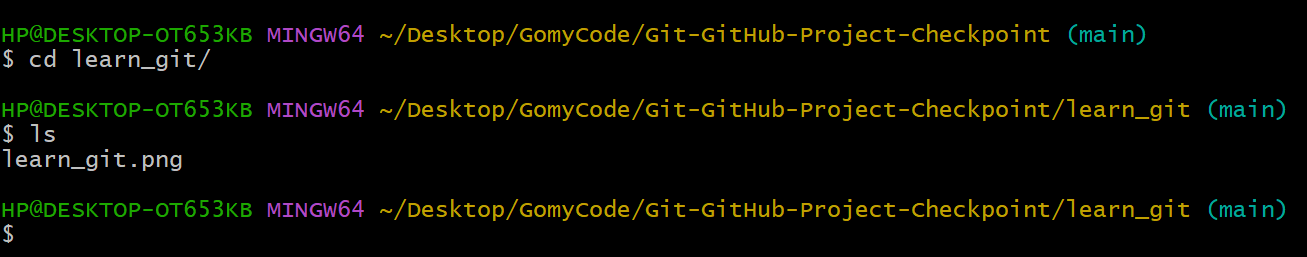 HP@DESKTOP-OT653KB MINGW64 ~/Desktop/GomyCode/Git-GitHub-Project-Checkpoint (main)
$ cd learn_git/
HP@DESKTOP-OT653KB MINGW64 ~/Desktop/GomyCode/Git-GitHub-Project-Checkpoint/learn_git (main)
$ ls
learn_git.png
HP@DESKTOP-OT653KB MINGW64 ~/Desktop/GomyCode/Git-GitHub-Project-Checkpoint/learn_git (main)
$